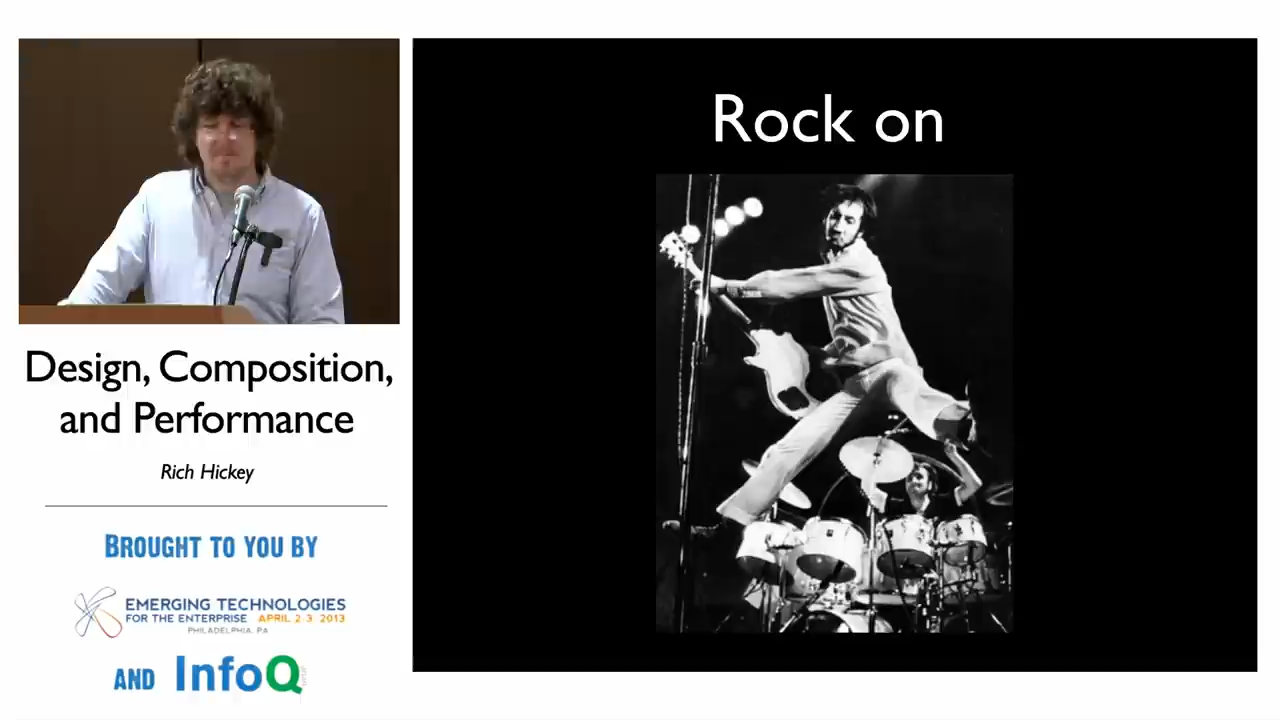 Rock on
Design, Composition,
and Performance
Rich Hickey
BROUGHT TO YOU BY
EMERGING TECHNOLOGIES
FOR THE ENTERPRISE APRIL 2-3 2013
PHILADELPHIA, PA
AND InfoQ